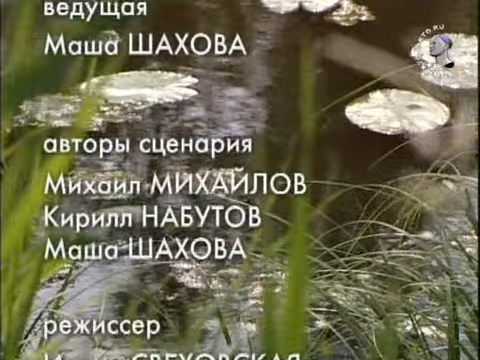 ведущая
Маша ШАХОВА
авторы сценария
Михаил МИХАЙЛОВ
Кирилл НАБУТОВ
Маша ШАХОВА
режиссер